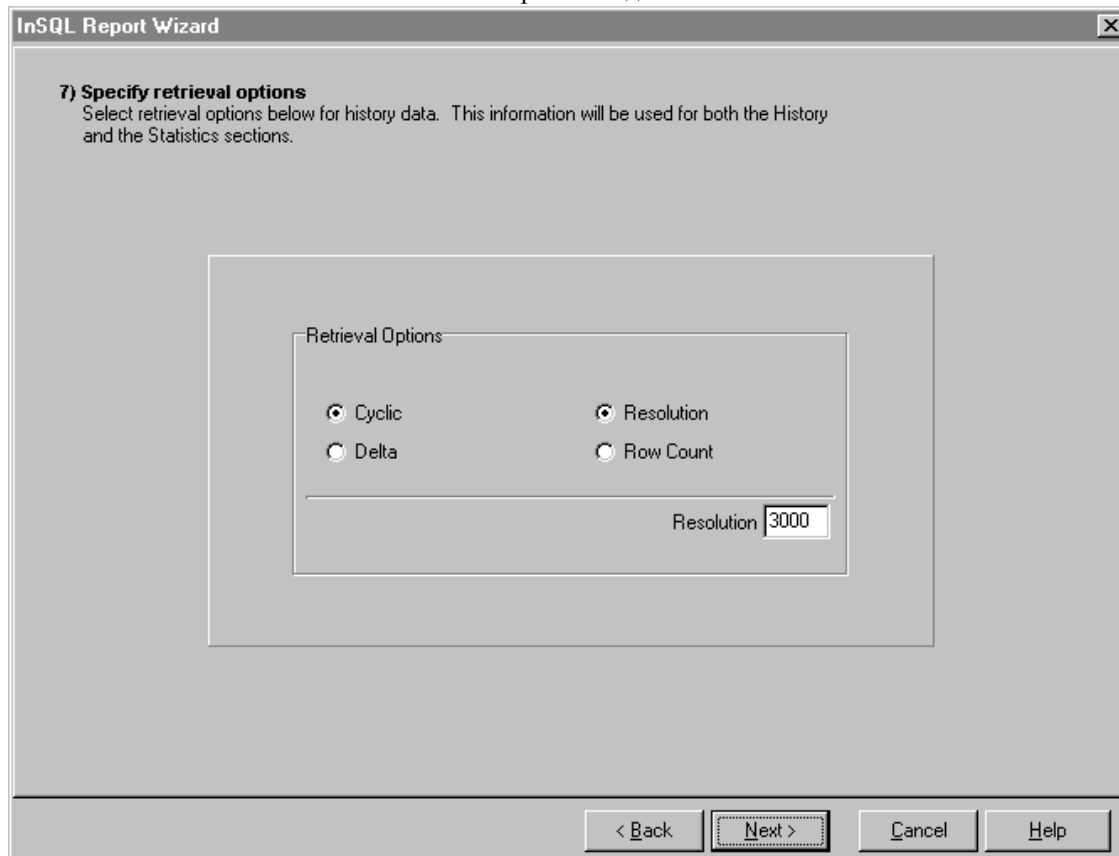 InSQL Report Wizard
7) Specify retrieval options
Select retrieval options below for history data. This information will be used for both the History
and the Statistics sections.
Retrieval Options
Cyclic
Resolution
Delta
Row Count
Resolution 3000
< Back
Next >
Cancel
Help